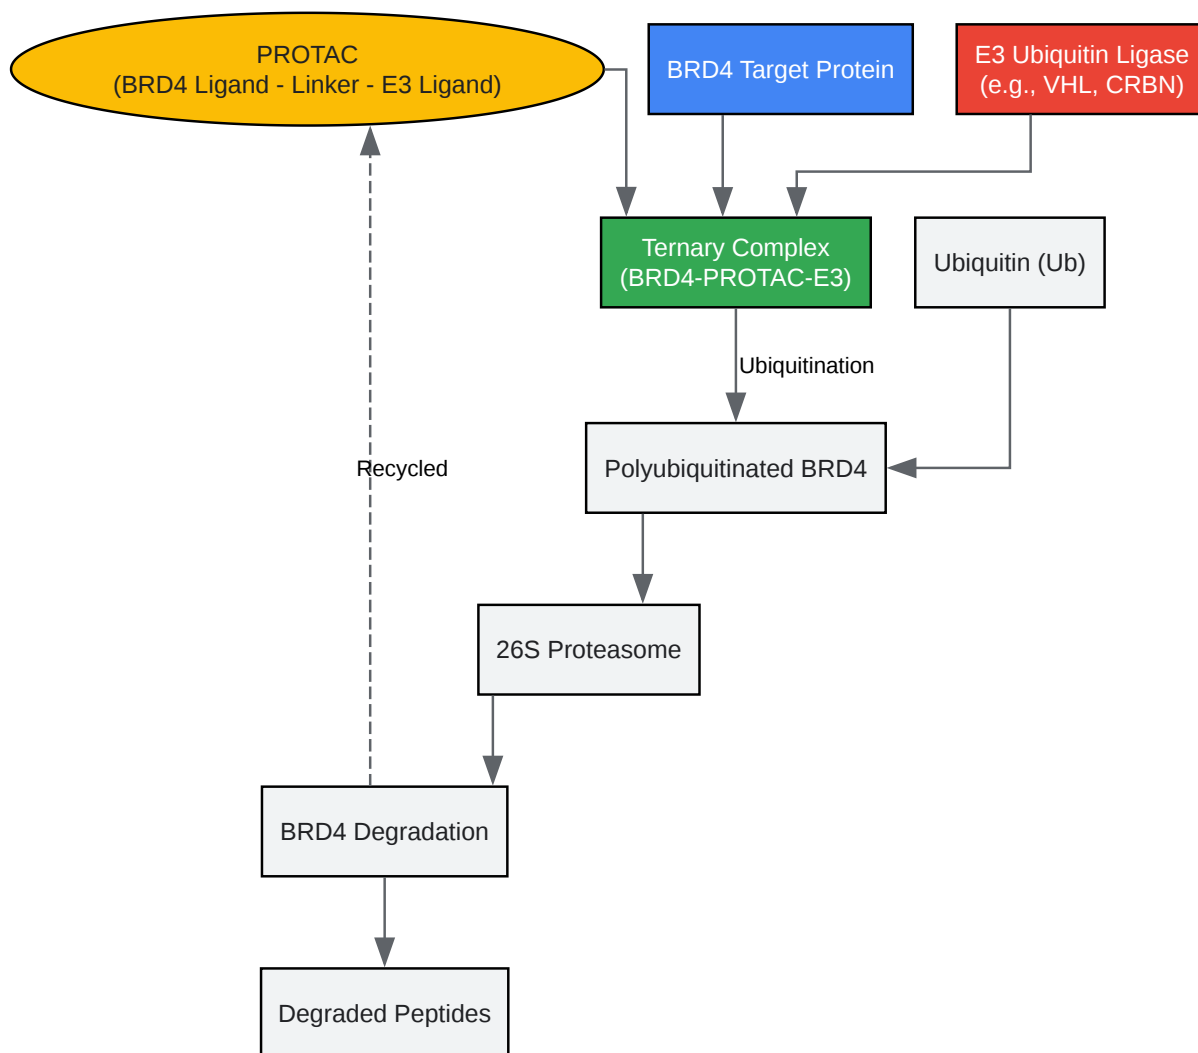 PROTAC
(BRD4 Ligand - Linker - E3 Ligand)
BRD4 Target Protein
E3 Ubiquitin Ligase
(e.g., VHL, CRBN)
Ternary Complex
(BRD4-PROTAC-E3)
Ubiquitin (Ub)
Ubiquitination
Polyubiquitinated BRD4
Recycled
26S Proteasome
BRD4 Degradation
Degraded Peptides